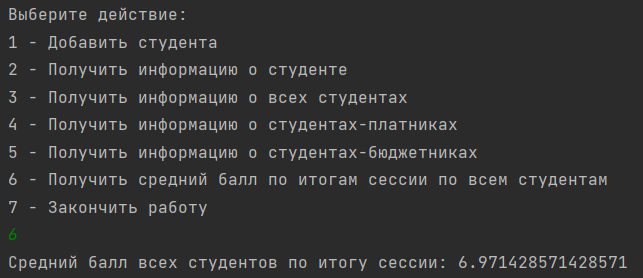 Выберите действие:
1 - Добавить студента
2 - Получить информацию о студенте
3 - Получить информацию о всех студентах
4 - Получить информацию о студентах-платниках
5 - Получить информацию о студентах-бюджетниках
6 - Получить средний балл по итогам сессии по всем студентам
7 - Закончить работу
6
Средний балл всех студентов по итогу сессии: 6.971428571428571